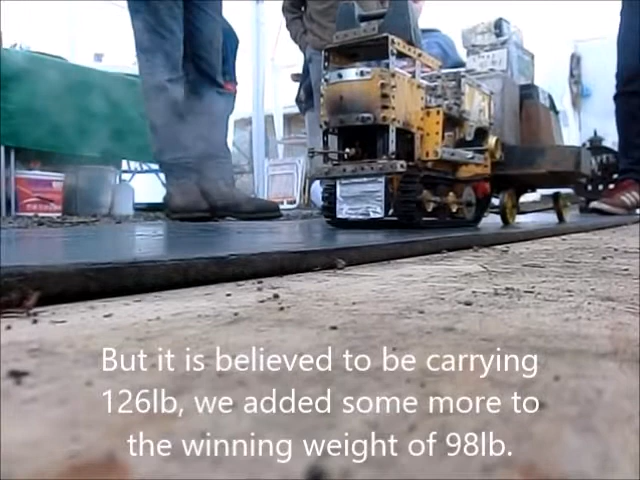 But it is believed to be carrying
126lb, we added some more to
the winning weight of 98lb.